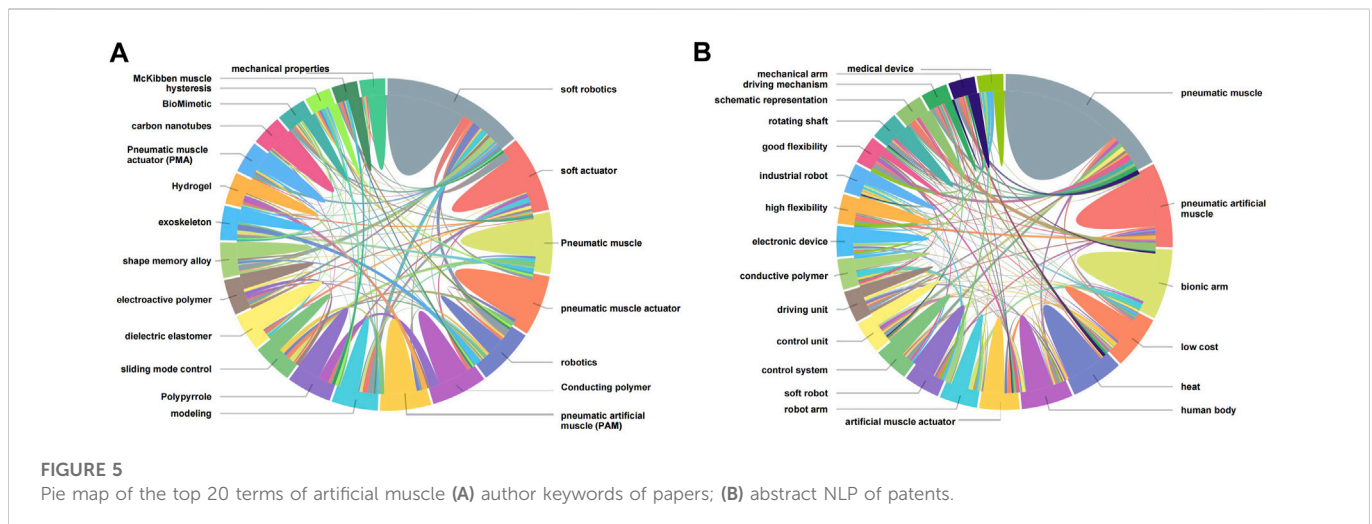 A
mechanical properties
McKibben muscle
hysteresis
BioMimetic
carbon nanotubes
Pneumatic muscle
actuator (PMA)
Hydrogel
exoskeleton
shape memory alloy
electroactive polymer
dielectric elastomer
sliding mode control
Polypyrrole
modeling
soft robotics
soft actuator
Pneumatic muscle
pneumatic muscle actuator
robotics
Conducting polymer
pneumatic artificial
muscle (PAM)
B
medical device
mechanical arm
driving mechanism
schematic representation
rotating shaft
good flexibility
industrial robot
high flexibility
electronic device
conductive polymer
driving unit
control unit
control system
soft robot
robot arm
artificial muscle actuator
pneumatic muscle
pneumatic artificial
muscle
bionic arm
low cost
heat
human body
FIGURE 5
Pie map of the top 20 terms of artificial muscle (A) author keywords of papers; (B) abstract NLP of patents.